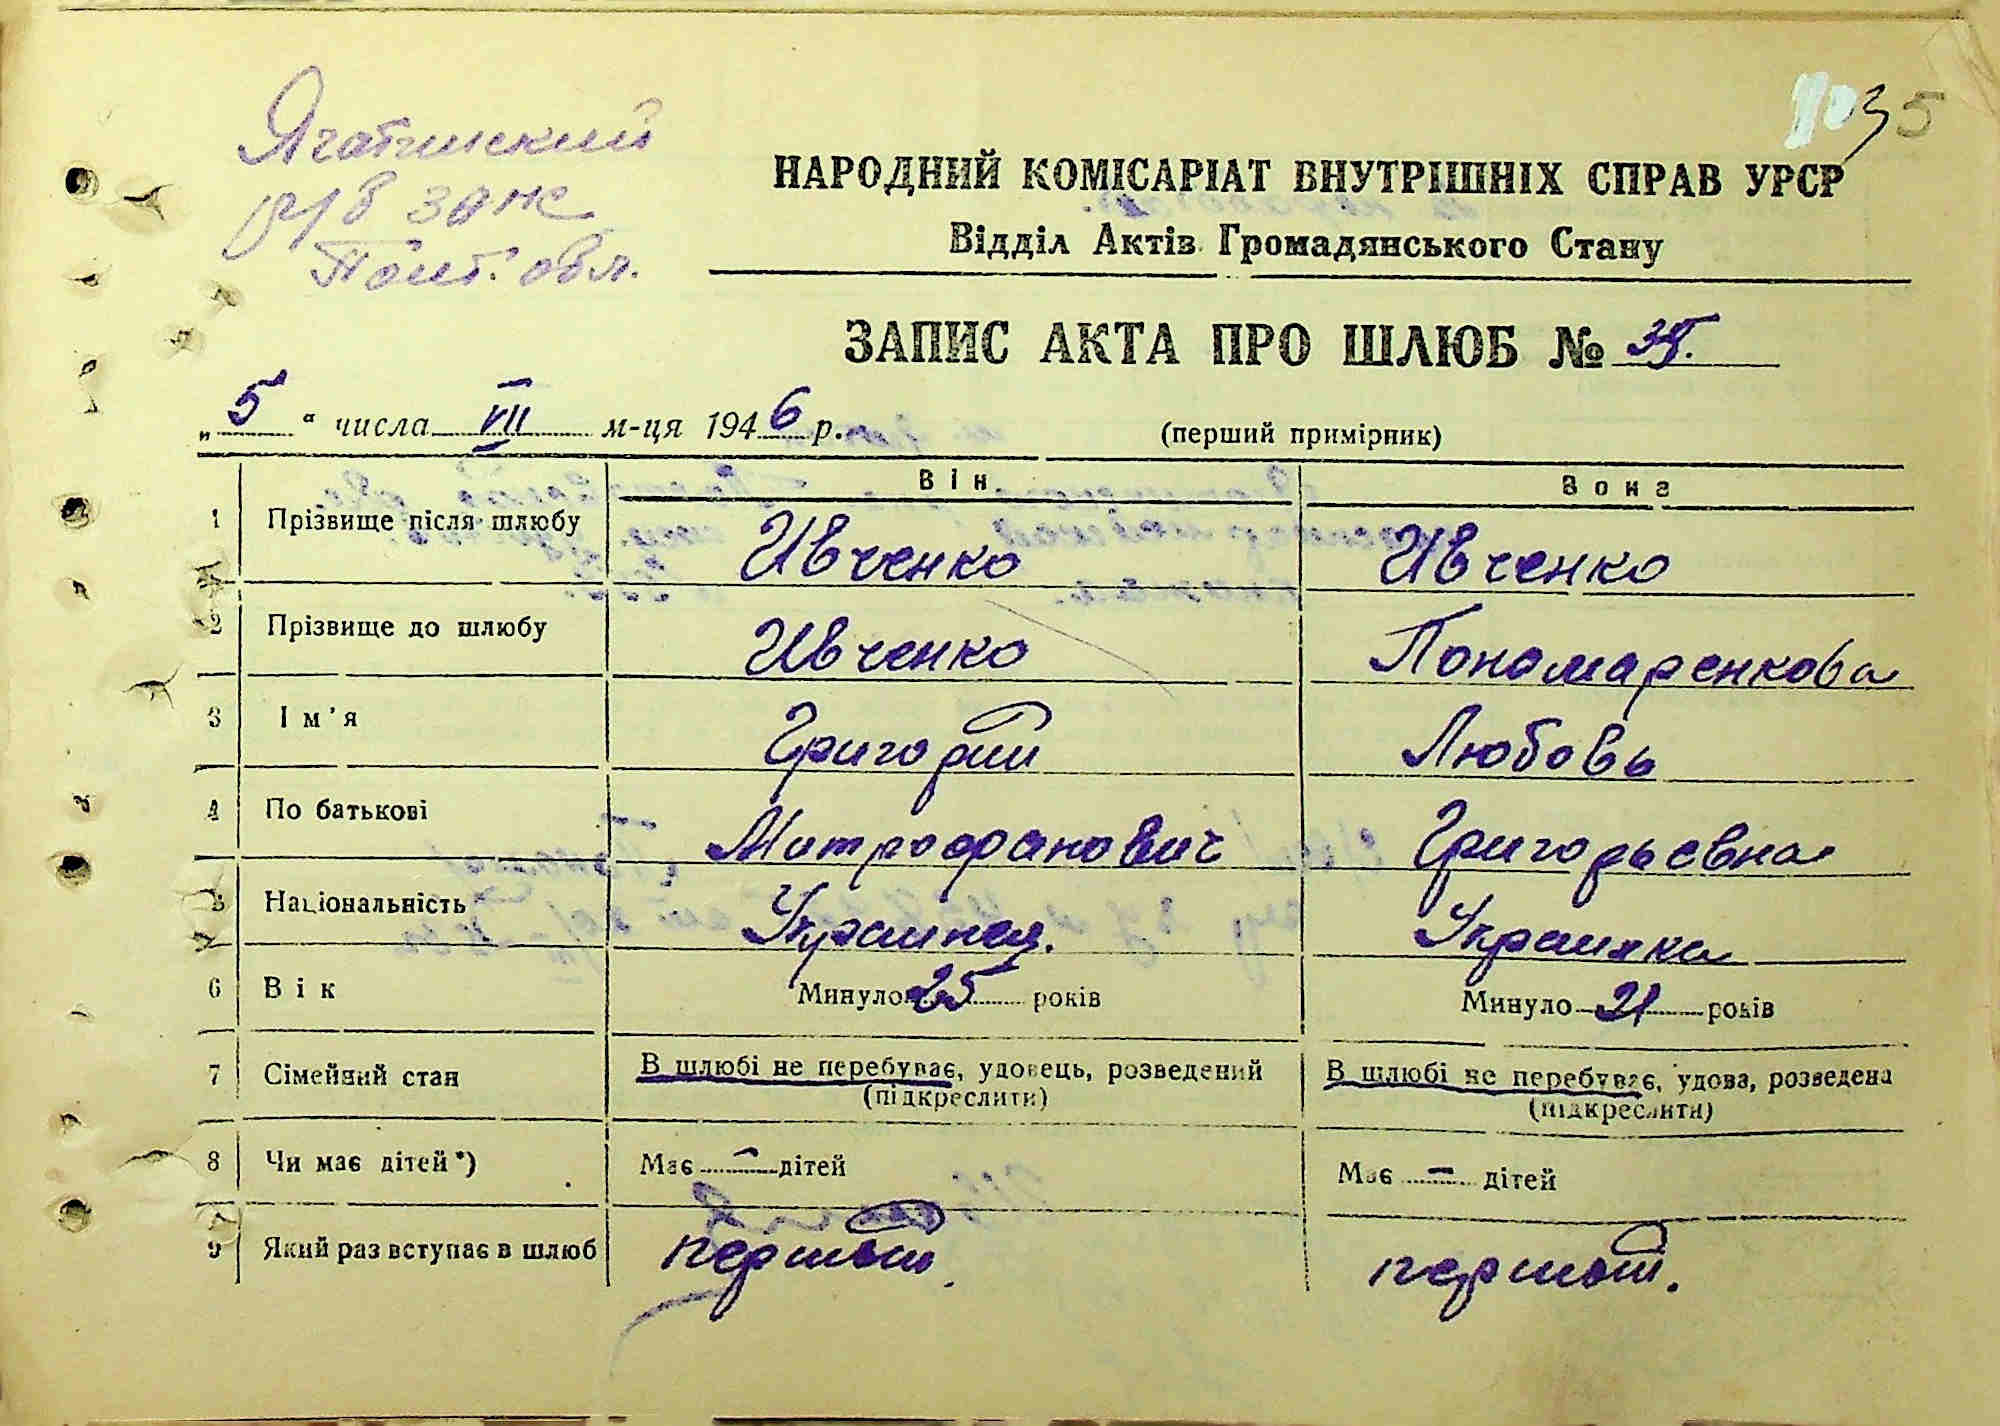 35
Яготинский
р/б загс
Полт. обл.
НАРОДНИЙ КОМІСАРІАТ ВНУТРІШНІХ СПРАВ УРСР
Відділ Актів Громадянського Стану
ЗАПИС АКТА ПРО ШЛЮБ № 35.
„5“ числа VII м-ця 1946 р. (перший примірник)
Він Вона
1 Прізвище після шлюбу Ивченко Ивченко
2 Прізвище до шлюбу Ивченко Пономаренкова
3 Ім'я Григорий Любовь
4 По батькові Митрофанович Григорьевна
5 Національність Украинец. Украинка
6 Вік Минуло 25 років Минуло 21 років
7 Сімейний стан В шлюбі не перебуває, удовець, розведений В шлюбі не перебуває, удова, розведена
(підкреслити) (підкреслити)
8 Чи має дітей*) Має – дітей Має – дітей
9 Який раз вступає в шлюб первый. первый.